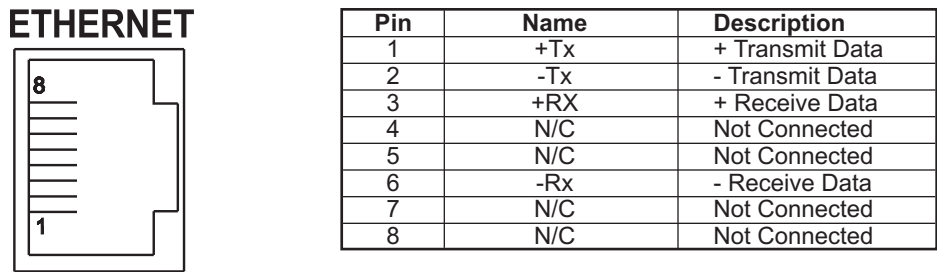 ETHERNET
8
1
Pin Name Description
1 +Tx + Transmit Data
2 -Tx - Transmit Data
3 +RX + Receive Data
4 N/C Not Connected
5 N/C Not Connected
6 -Rx - Receive Data
7 N/C Not Connected
8 N/C Not Connected